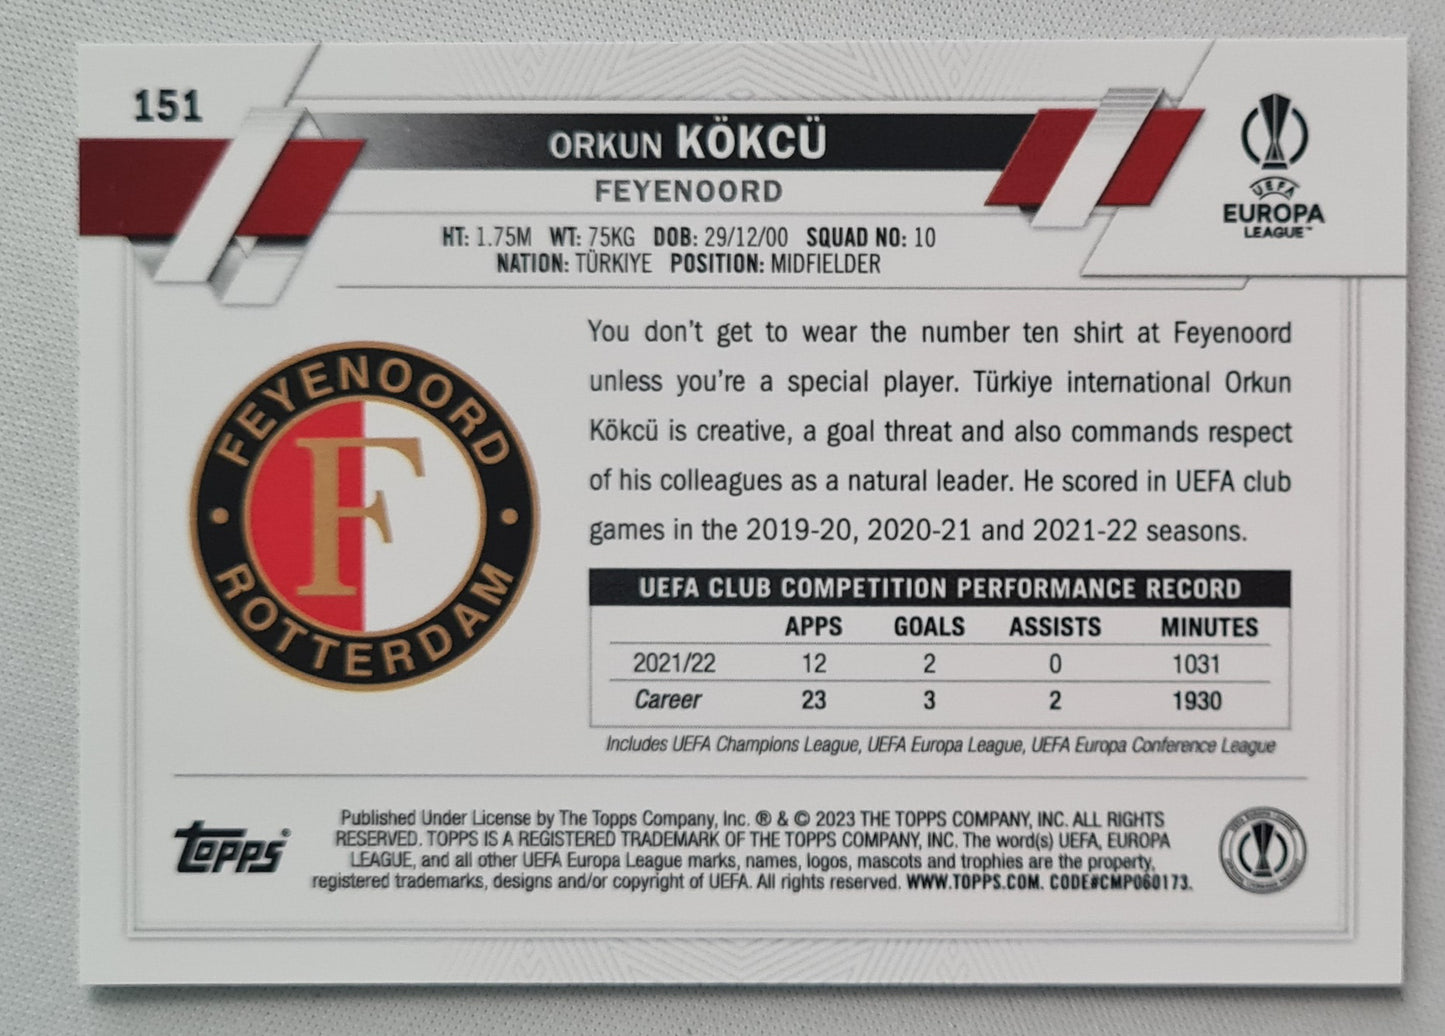 151
ORKUN KÖKCÜ
FEYENOORD
HT: 1.75M WT: 75KG DOB: 29/12/00 SQUAD NO: 10
NATION: TÜRKIYE POSITION: MIDFIELDER
UEFA
EUROPA
LEAGUE™
FEYENOORD
F
ROTTERDAM
You don't get to wear the number ten shirt at Feyenoord
unless you're a special player. Türkiye international Orkun
Kökcü is creative, a goal threat and also commands respect
of his colleagues as a natural leader. He scored in UEFA club
games in the 2019-20, 2020-21 and 2021-22 seasons.
UEFA CLUB COMPETITION PERFORMANCE RECORD
APPS GOALS ASSISTS MINUTES
2021/22 12 2 0 1031
Career 23 3 2 1930
Includes UEFA Champions League, UEFA Europa League, UEFA Europa Conference League
Topps®
Published Under License by The Topps Company, Inc. ® & © 2023 THE TOPPS COMPANY, INC. ALL RIGHTS
RESERVED. TOPPS IS A REGISTERED TRADEMARK OF THE TOPPS COMPANY, INC. The word(s) UEFA, EUROPA
LEAGUE, and all other UEFA Europa League marks, names, logos, mascots and trophies are the property,
registered trademarks, designs and/or copyright of UEFA. All rights reserved. WWW.TOPPS.COM. CODE#CMP060173.